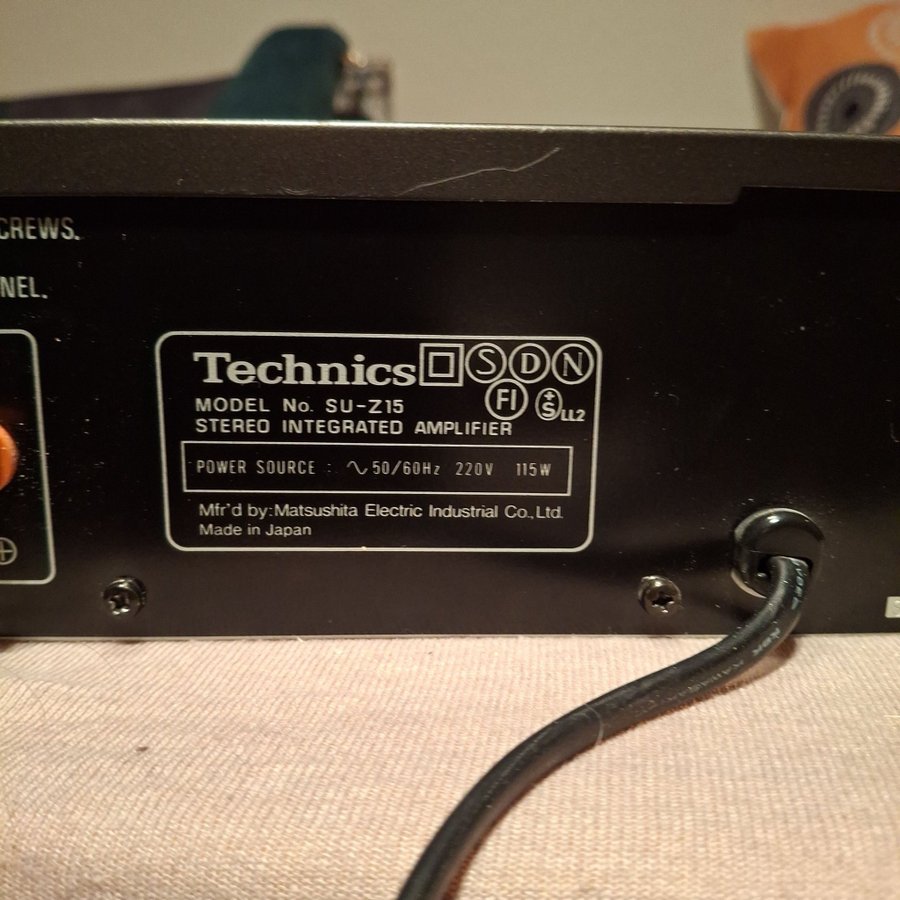 CREWS.
NEL.
Technics S D N
FI +S LL2
MODEL No. SU-Z15
STEREO INTEGRATED AMPLIFIER
POWER SOURCE : ∿ 50/60Hz 220V 115W
Mfr'd by: Matsushita Electric Industrial Co., Ltd.
Made in Japan